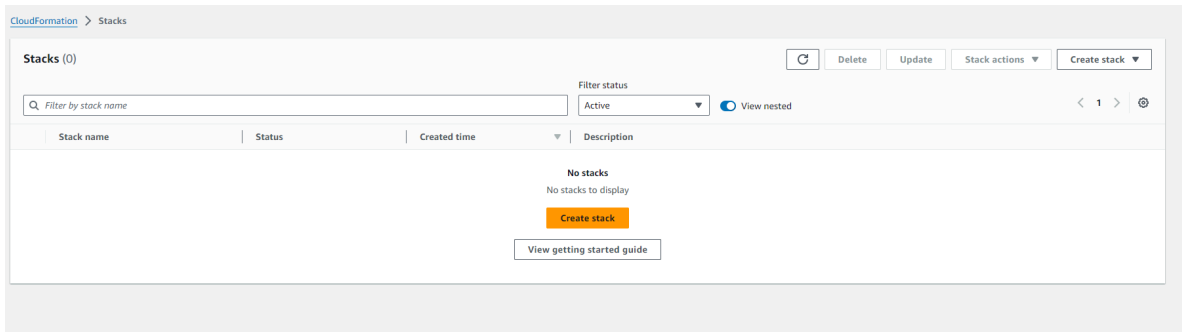 CloudFormation > Stacks
Stacks (0)
Delete
Update
Stack actions
Create stack
Filter status
Filter by stack name
Active
View nested
< 1 >
Stack name
Status
Created time
Description
No stacks
No stacks to display
Create stack
View getting started guide